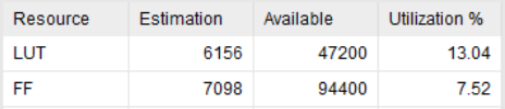 Resource Estimation Available Utilization %
LUT 6156 47200 13.04
FF 7098 94400 7.52